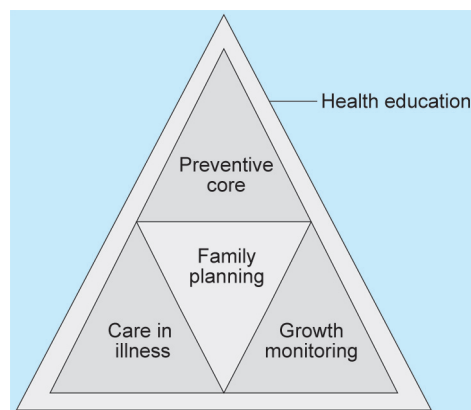 Health education
Preventive
core
Family
planning
Care in
illness
Growth
monitoring